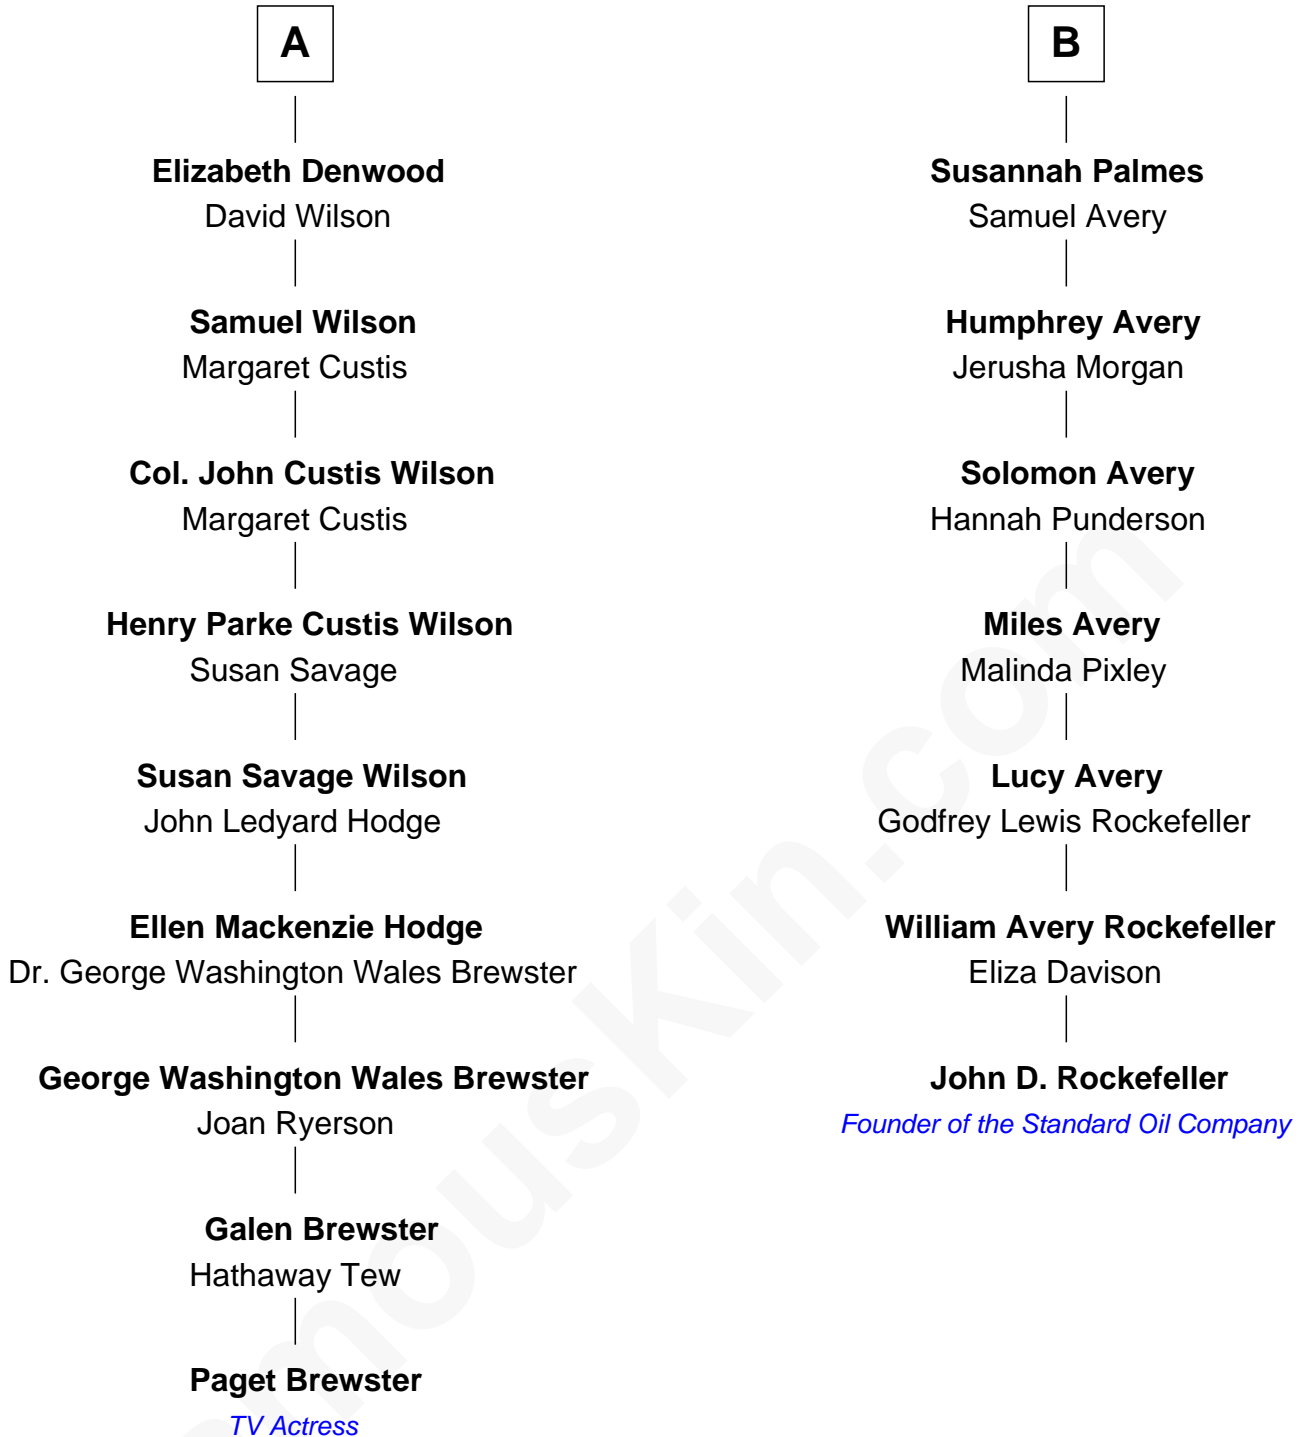 A
Elizabeth Denwood
David Wilson
Samuel Wilson
Margaret Custis
Col. John Custis Wilson
Margaret Custis
Henry Parke Custis Wilson
Susan Savage
Susan Savage Wilson
John Ledyard Hodge
Ellen Mackenzie Hodge
Dr. George Washington Wales Brewster
George Washington Wales Brewster
Joan Ryerson
Galen Brewster
Hathaway Tew
Paget Brewster
TV Actress
B
Susannah Palmes
Samuel Avery
Humphrey Avery
Jerusha Morgan
Solomon Avery
Hannah Punderson
Miles Avery
Malinda Pixley
Lucy Avery
Godfrey Lewis Rockefeller
William Avery Rockefeller
Eliza Davison
John D. Rockefeller
Founder of the Standard Oil Company